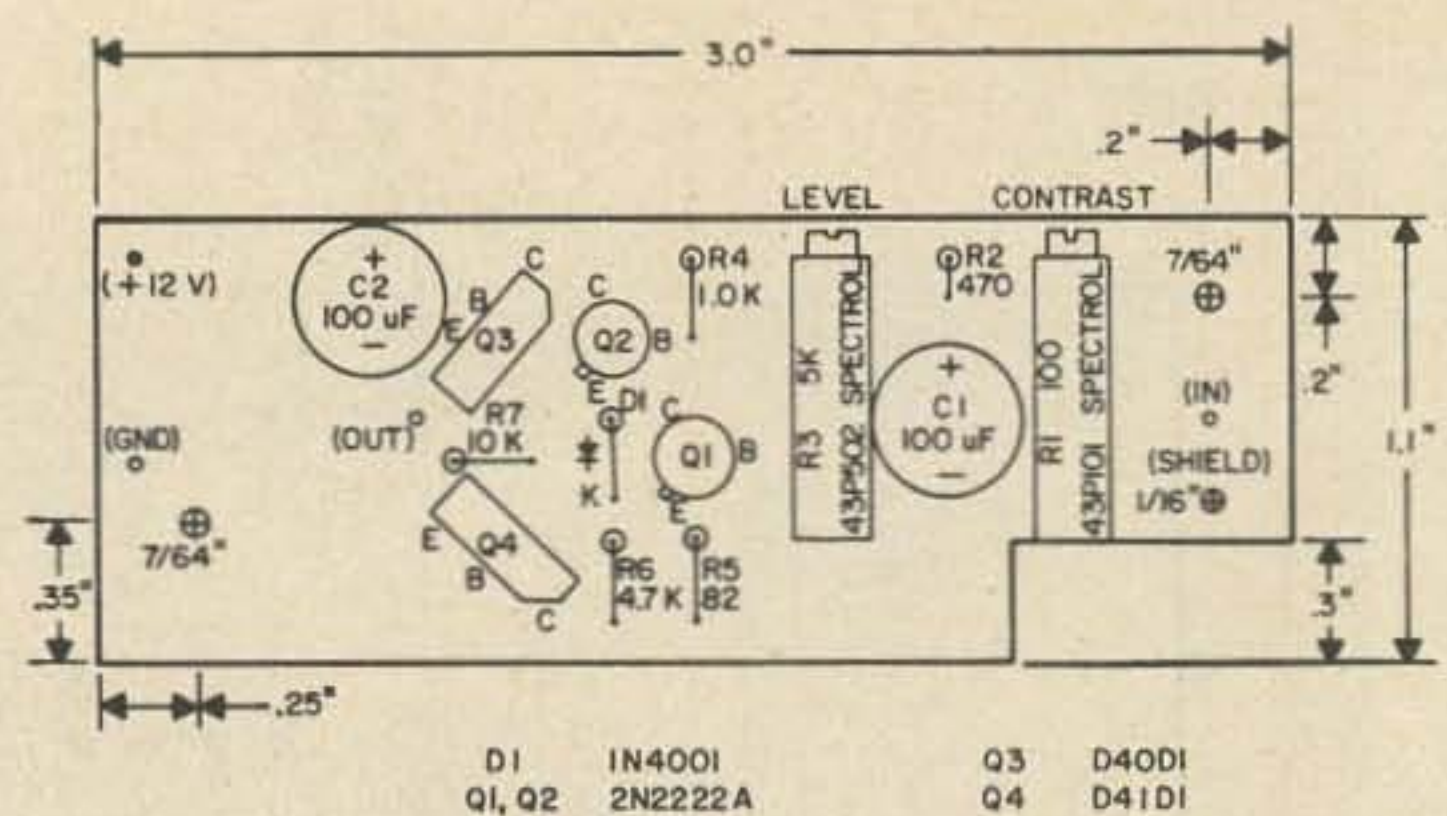 3.0"
.2"
LEVEL
CONTRAST
(+12 V)
+
C2
100 uF
−
C
B
E
Q3
C
Q2
B
E
R4
1.0K
R3 5K
43P502 SPECTROL
R2
470
+
C1
100 uF
−
R1 100
43P101 SPECTROL
7/64"
.2"
(IN)
1.1"
(SHIELD)
1/16"
(GND)
(OUT)
R7
10 K
D1
K
C
Q1
B
E
7/64"
E
Q4
B
C
R6
4.7 K
R5
82
.35"
.3"
.25"
D1 1N4001
Q1, Q2 2N2222A
Q3 D40D1
Q4 D41D1